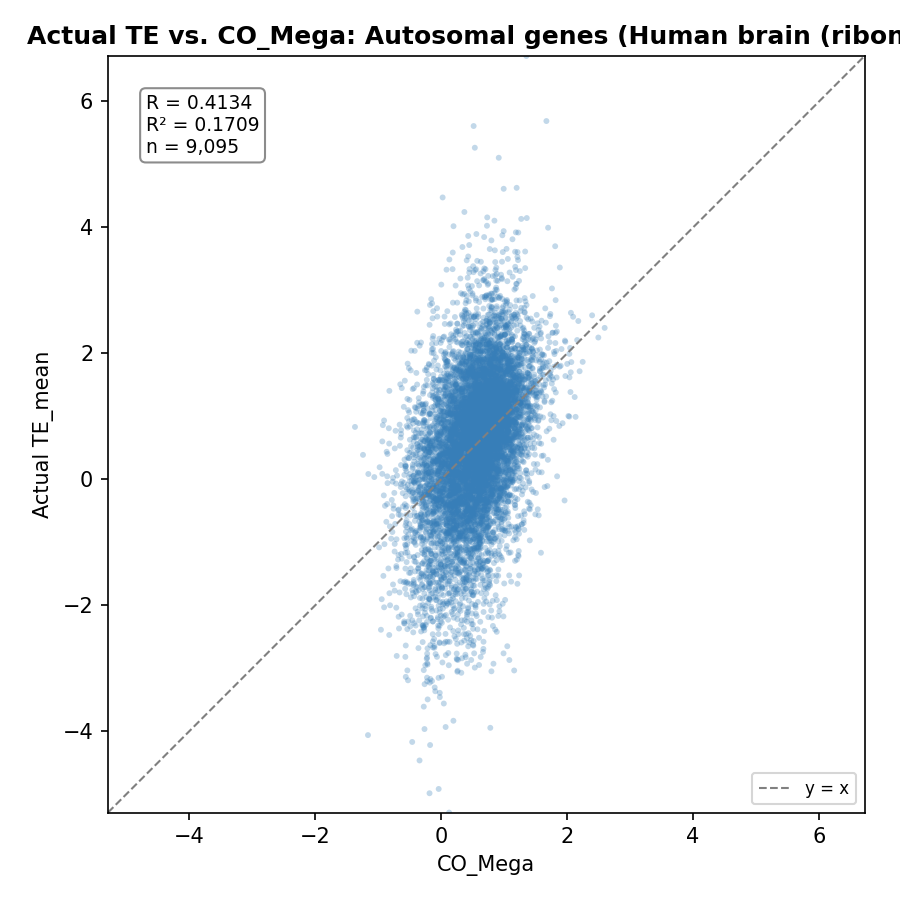 Actual TE vs. CO_Mega: Autosomal genes (Human brain (ribon
R = 0.4134
R² = 0.1709
n = 9,095
6
4
2
0
−2
−4
Actual TE_mean
y = x
−4
−2
0
2
4
6
CO_Mega